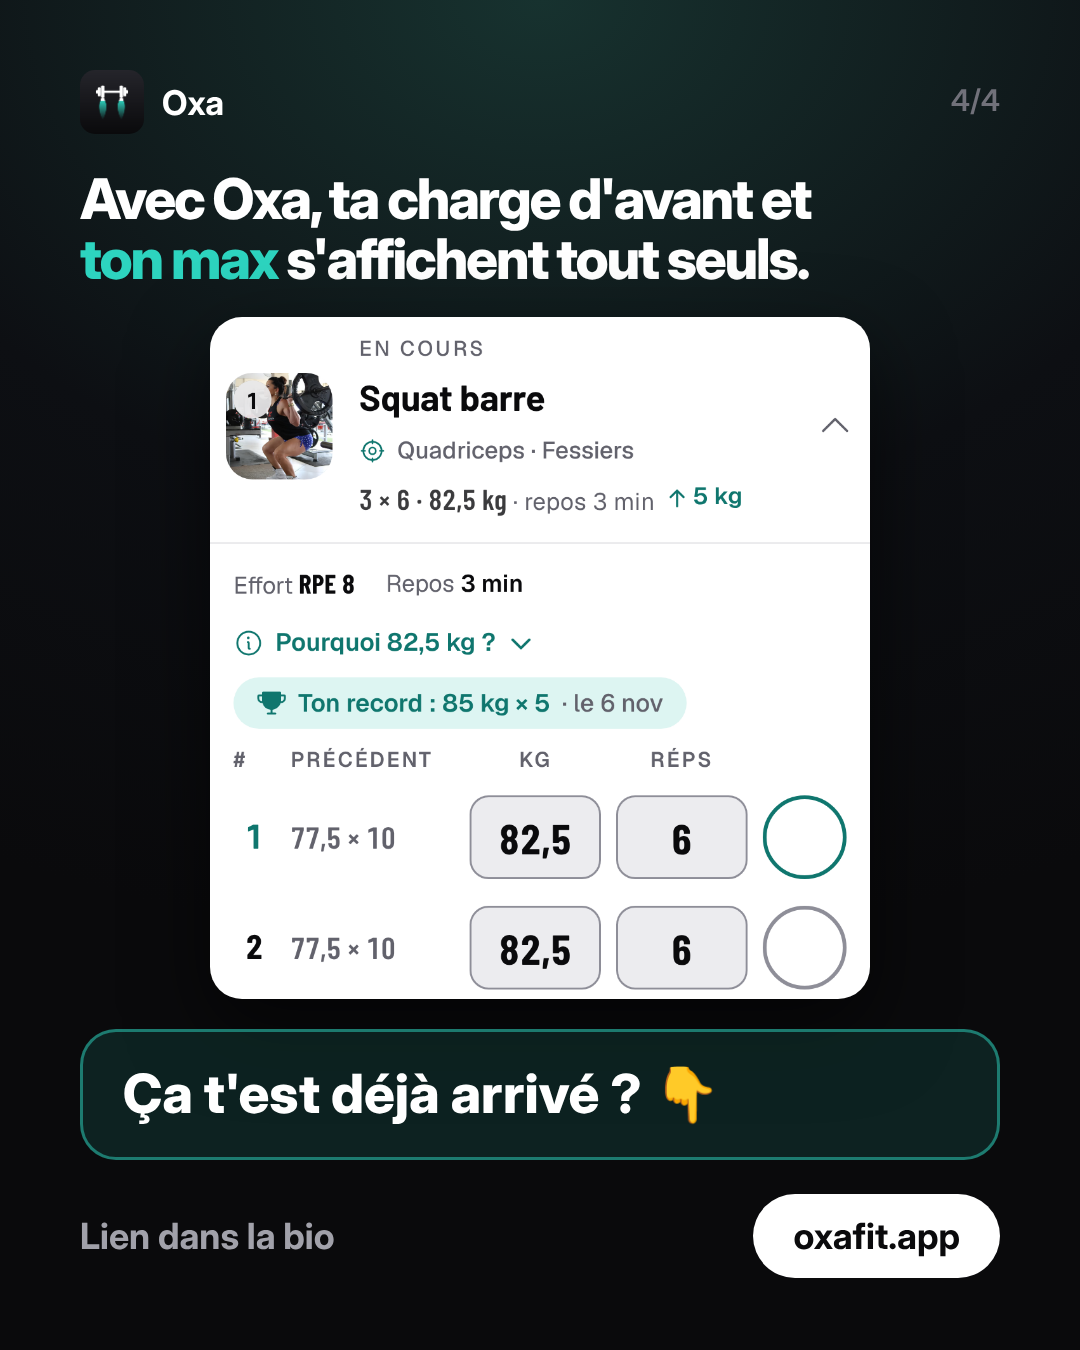 Oxa
4/4
Avec Oxa, ta charge d'avant et
ton max s'affichent tout seuls.
EN COURS
1
Squat barre
Quadriceps · Fessiers
3 × 6 · 82,5 kg · repos 3 min ↑ 5 kg
Effort RPE 8 Repos 3 min
Pourquoi 82,5 kg ?
Ton record : 85 kg × 5 · le 6 nov
# PRÉCÉDENT KG RÉPS
1 77,5 × 10 82,5 6
2 77,5 × 10 82,5 6
Ça t'est déjà arrivé ? 👇
Lien dans la bio
oxafit.app